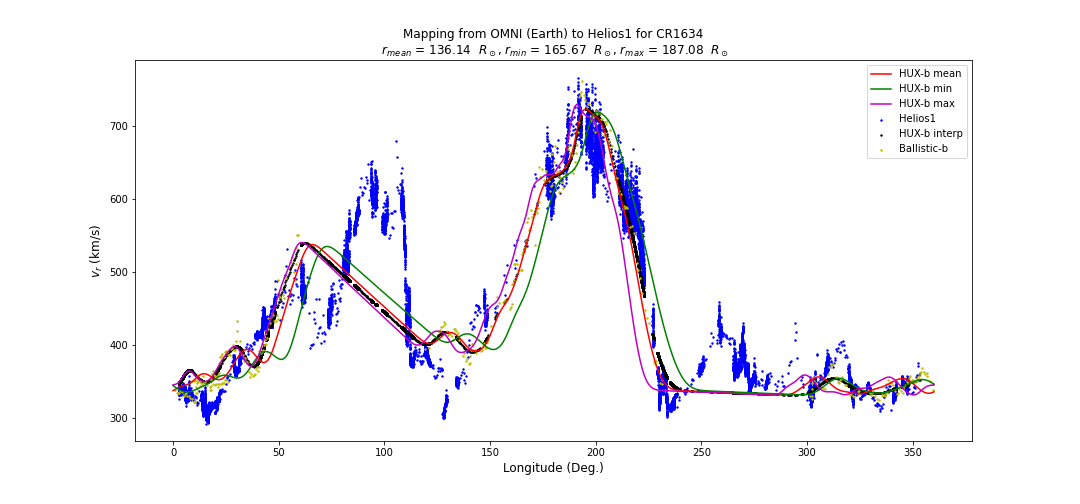 Mapping from OMNI (Earth) to Helios1 for CR1634
r_mean = 136.14 R_⊙, r_min = 165.67 R_⊙, r_max = 187.08 R_⊙
HUX-b mean
HUX-b min
HUX-b max
Helios1
HUX-b interp
Ballistic-b
700
600
500
400
300
v_r (km/s)
0 50 100 150 200 250 300 350
Longitude (Deg.)